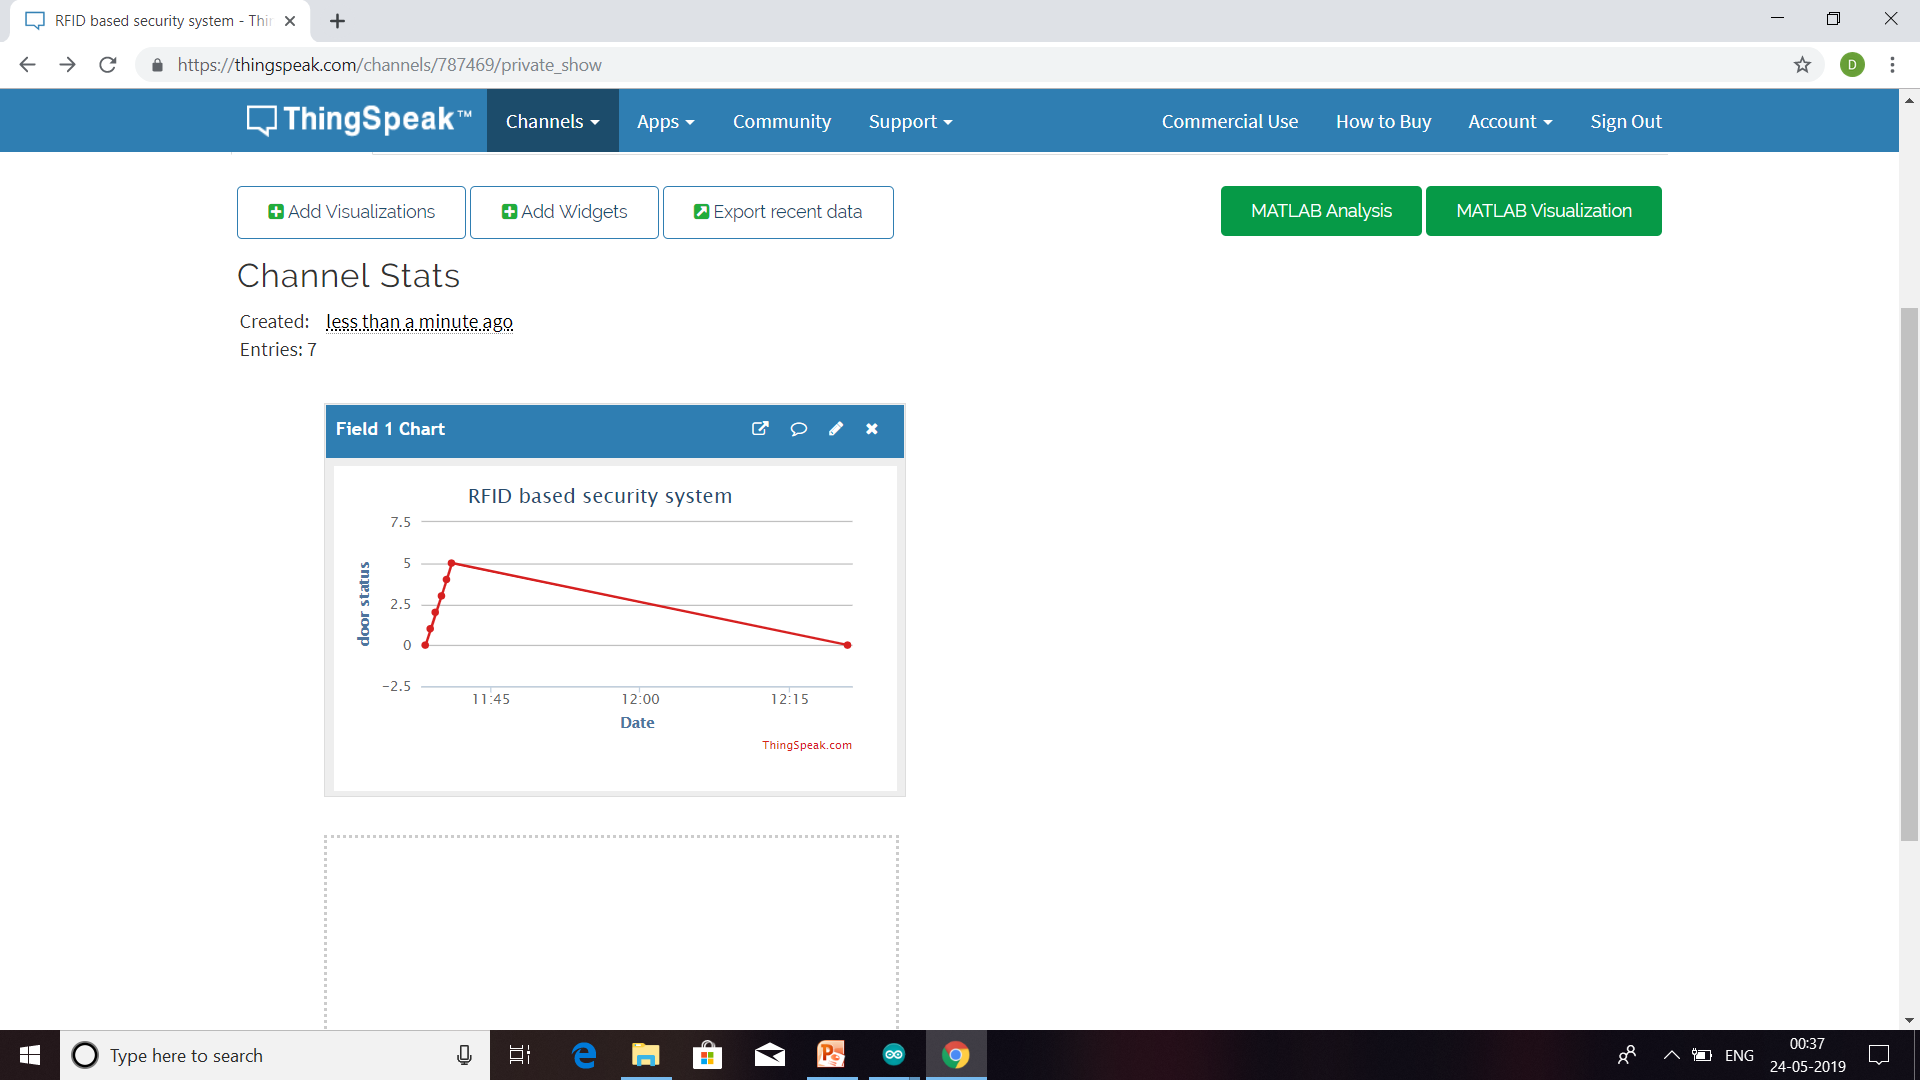 RFID based security system - Thin
https://thingspeak.com/channels/787469/private_show
D
ThingSpeak™
Channels
Apps
Community
Support
Commercial Use
How to Buy
Account
Sign Out
Add Visualizations
Add Widgets
Export recent data
MATLAB Analysis
MATLAB Visualization
Channel Stats
Created: less than a minute ago
Entries: 7
Field 1 Chart
RFID based security system
door status
7.5
5
2.5
0
−2.5
11:45
12:00
12:15
Date
ThingSpeak.com
Type here to search
ENG
00:37
24-05-2019